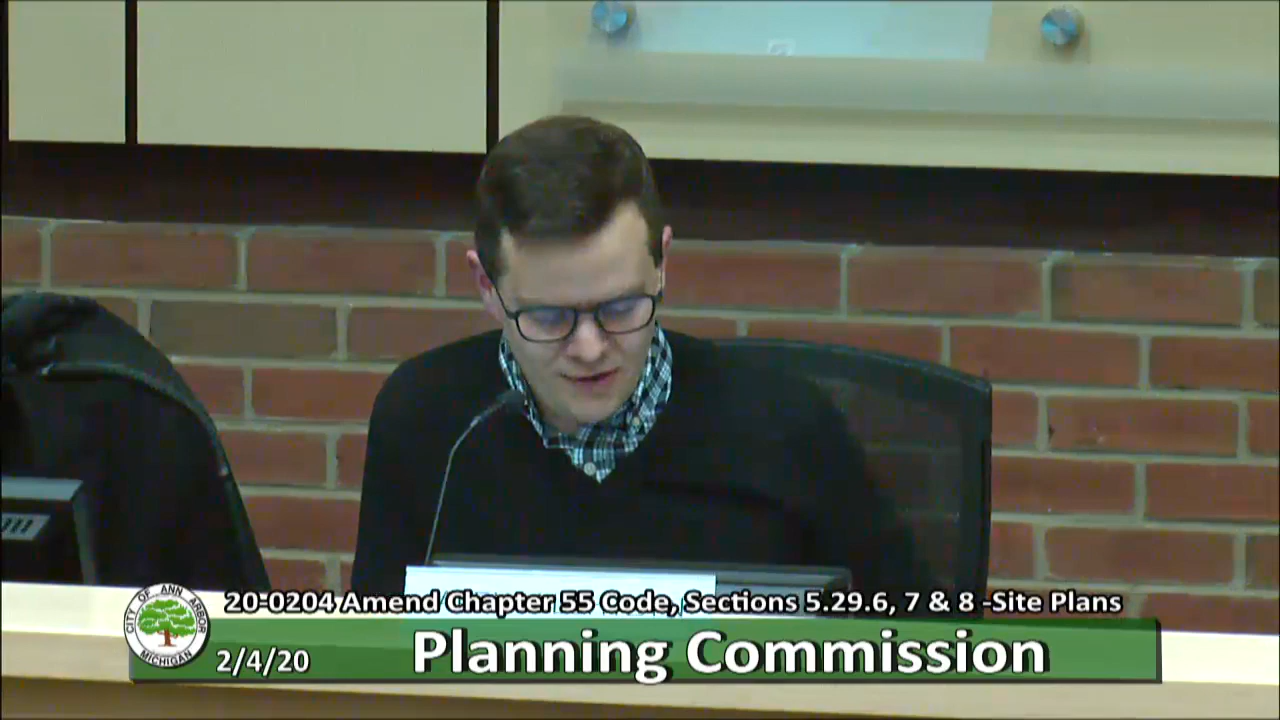 20-0204 Amend Chapter 55 Code, Sections 5.29.6, 7 & 8 -Site Plans
CITY OF ANN ARBOR
MICHIGAN
2/4/20
Planning Commission